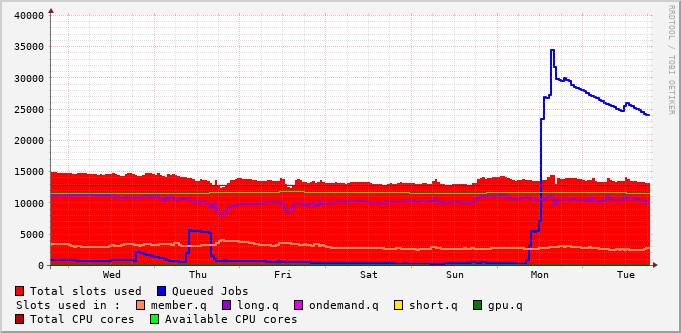 40000
35000
30000
25000
20000
15000
10000
5000
0
Wed Thu Fri Sat Sun Mon Tue
RRDTOOL / TOBI OETIKER
Total slots used Queued Jobs
Slots used in : member.q long.q ondemand.q short.q gpu.q
Total CPU cores Available CPU cores